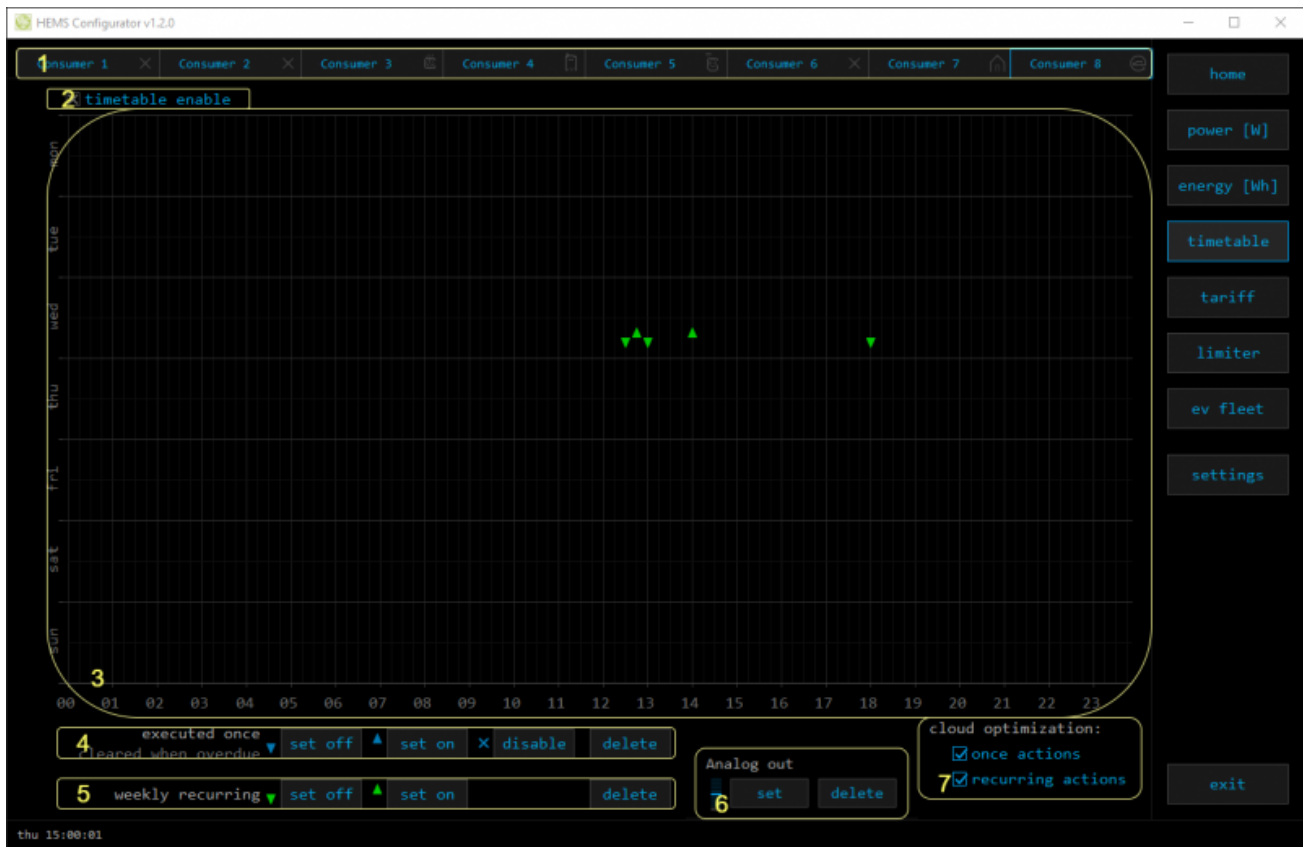 HEMS Configurator v1.2.0
1 Consumer 1 Consumer 2 Consumer 3 Consumer 4 Consumer 5 Consumer 6 Consumer 7 Consumer 8
home
2 timetable enable
power [W]
energy [Wh]
timetable
tariff
limiter
ev fleet
settings
mon
tue
wed
thu
fri
sat
sun
3
00 01 02 03 04 05 06 07 08 09 10 11 12 13 14 15 16 17 18 19 20 21 22 23
4 executed once
cleared when overdue
set off set on disable delete
5 weekly recurring set off set on delete
Analog out
6 set delete
cloud optimization:
once actions
7 recurring actions
exit
thu 15:00:01